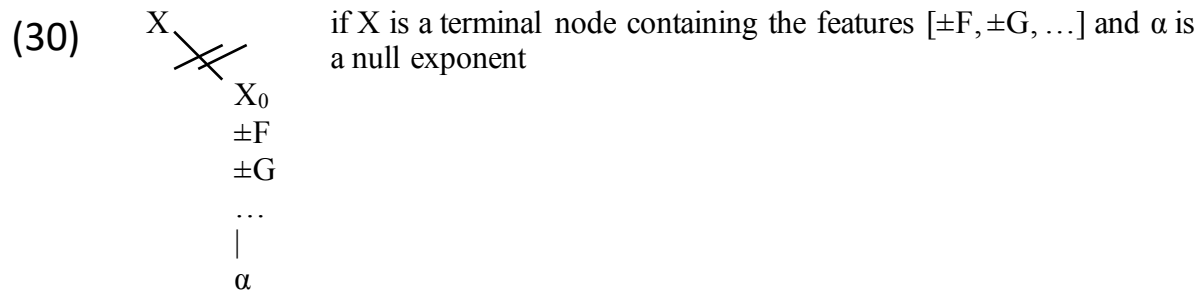 (30) X if X is a terminal node containing the features [±F, ±G, …] and α is
a null exponent
X₀
±F
±G
…
|
α